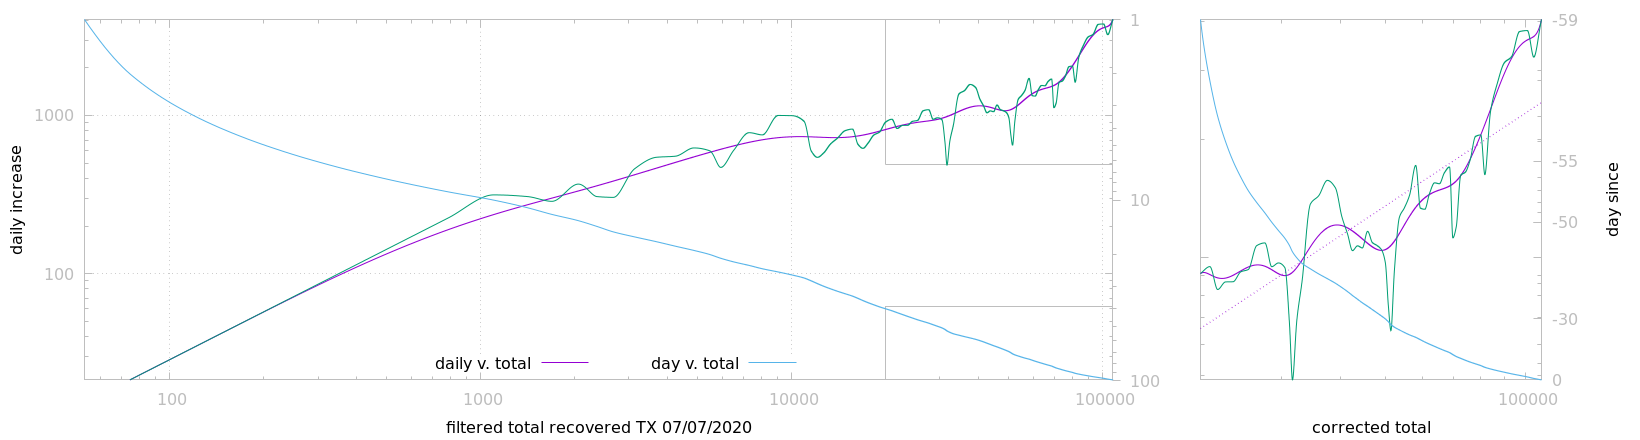 daily increase
1000
100
daily v. total
day v. total
100
1000
10000
100000
filtered total recovered TX 07/07/2020
1
10
100
-59
-55
-50
-30
0
day since
100000
corrected total